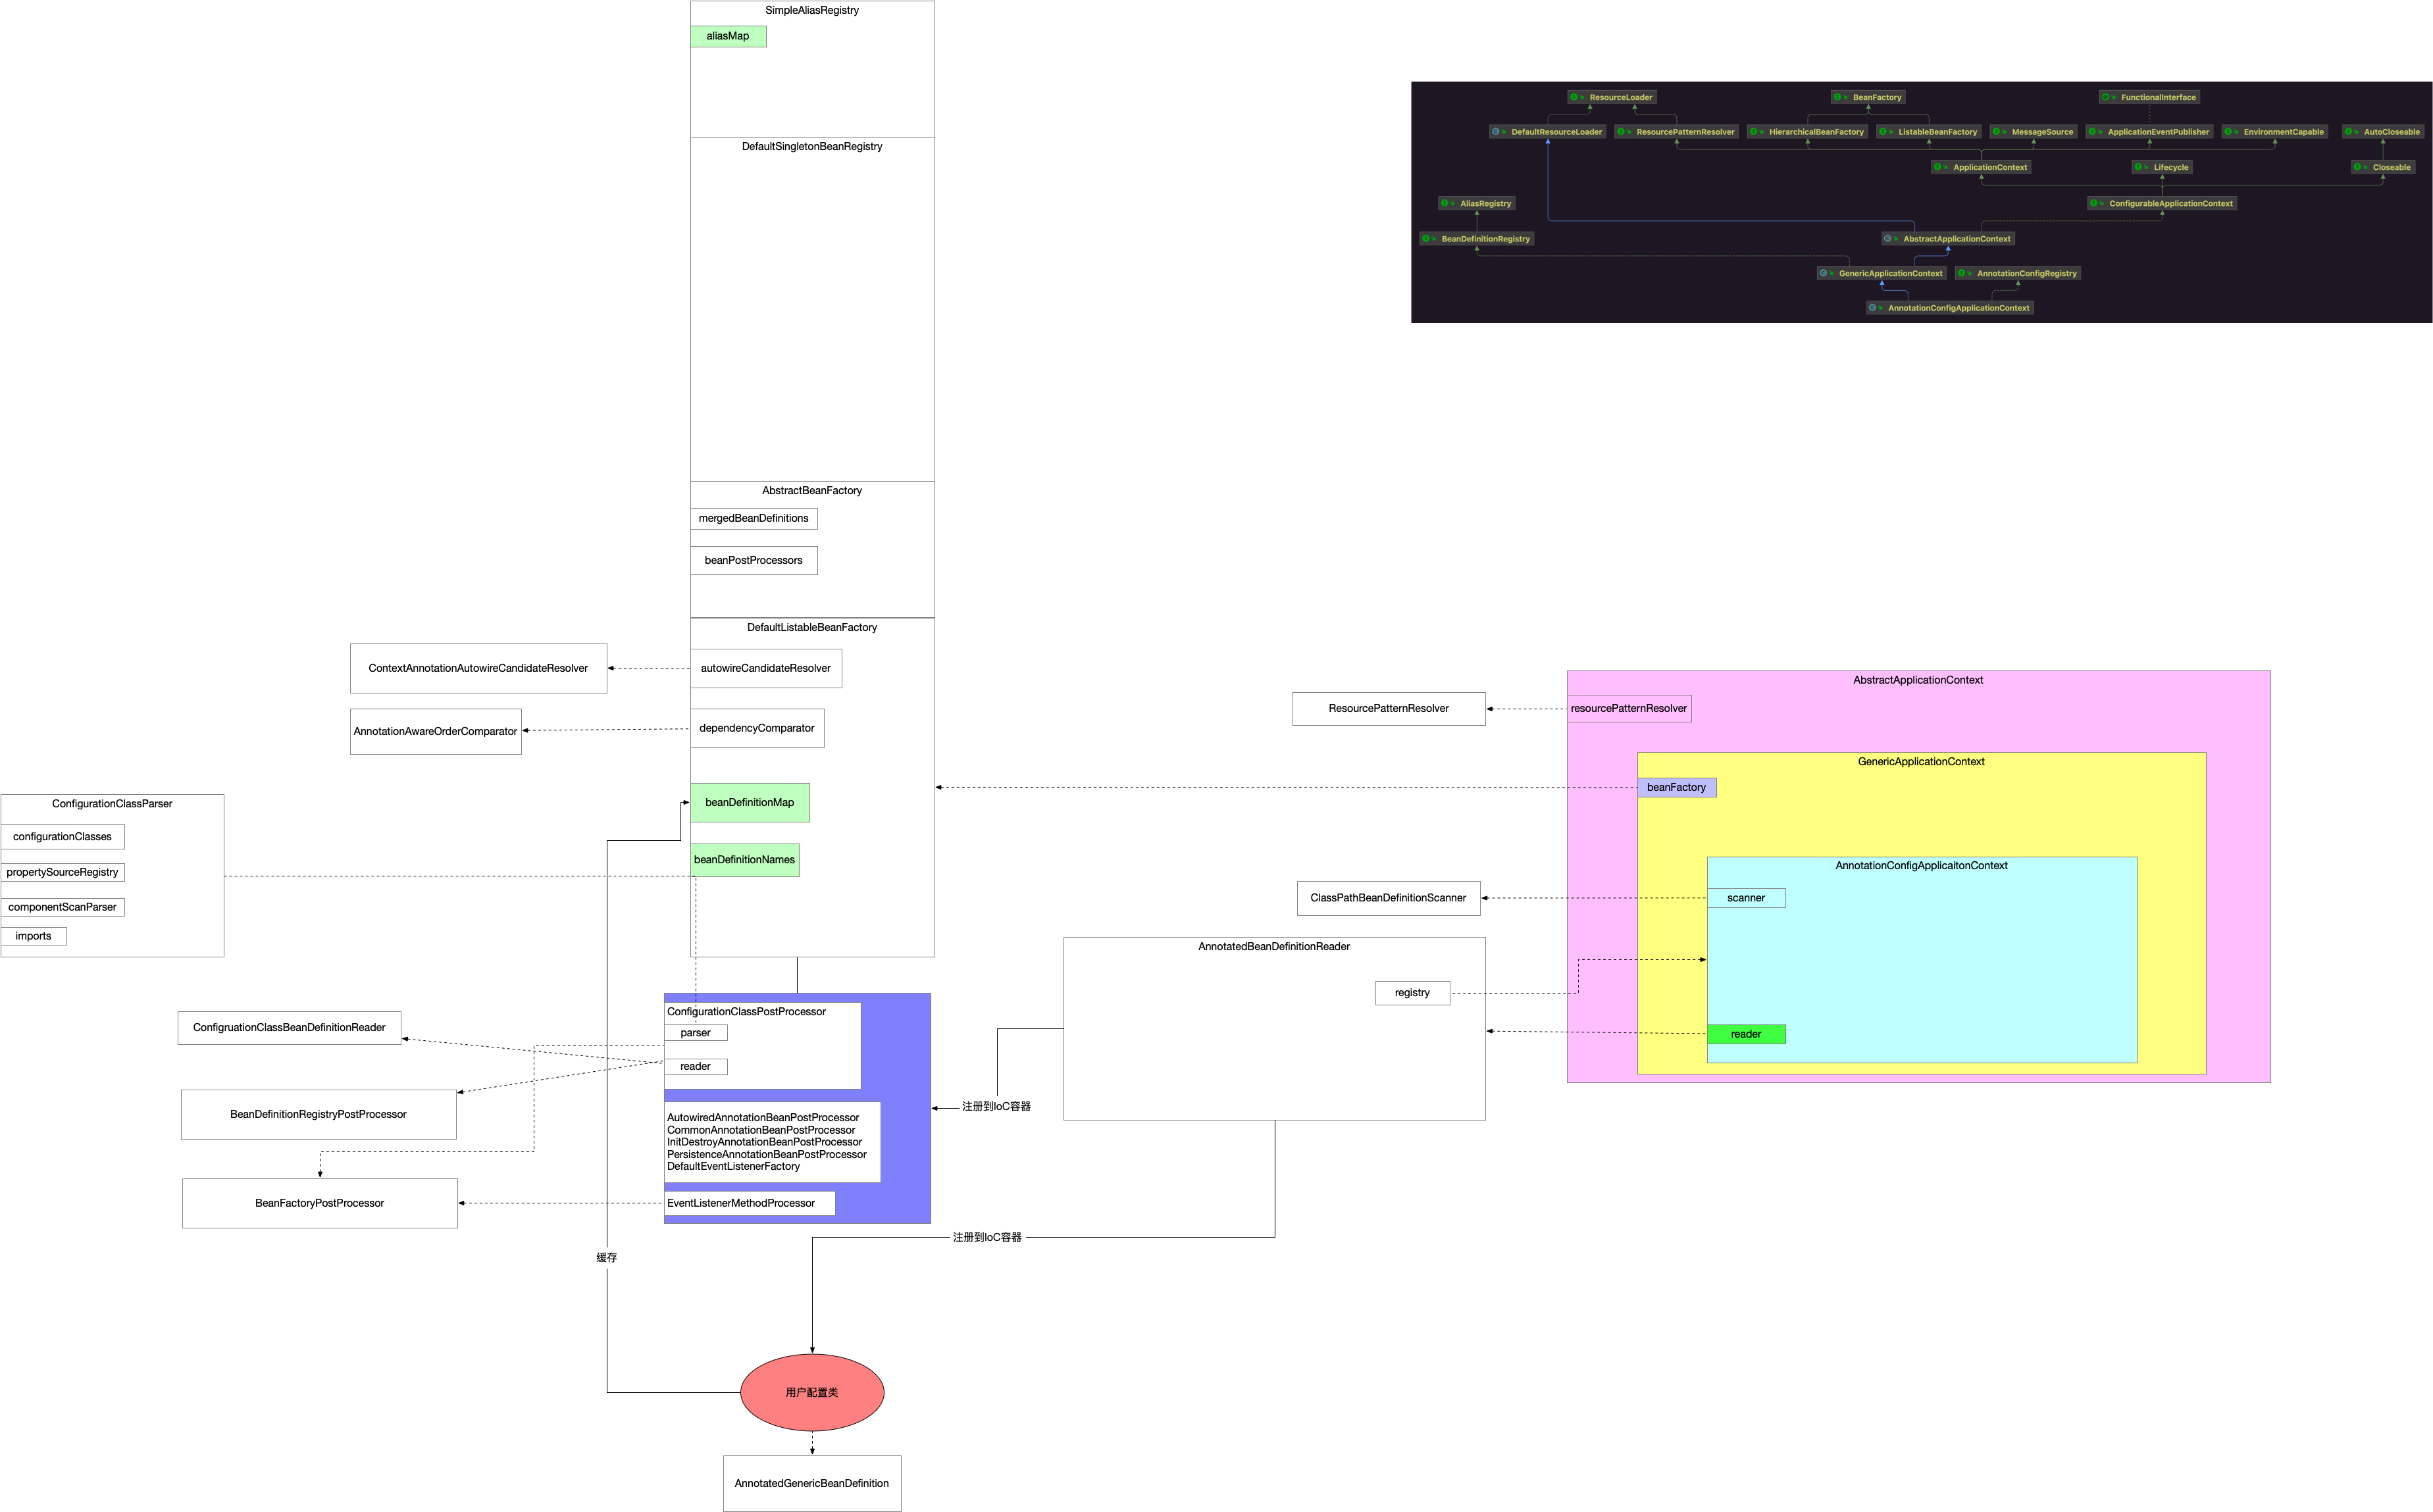 SimpleAliasRegistry
aliasMap
DefaultSingletonBeanRegistry
AbstractBeanFactory
mergedBeanDefinitions
beanPostProcessors
DefaultListableBeanFactory
autowireCandidateResolver
dependencyComparator
beanDefinitionMap
beanDefinitionNames
ContextAnnotationAutowireCandidateResolver
AnnotationAwareOrderComparator
ConfigurationClassParser
configurationClasses
propertySourceRegistry
componentScanParser
imports
ConfigurationClassPostProcessor
parser
reader
AutowiredAnnotationBeanPostProcessor
CommonAnnotationBeanPostProcessor
InitDestroyAnnotationBeanPostProcessor
PersistenceAnnotationBeanPostProcessor
DefaultEventListenerFactory
EventListenerMethodProcessor
ConfigruationClassBeanDefinitionReader
BeanDefinitionRegistryPostProcessor
BeanFactoryPostProcessor
缓存
注册到IoC容器
注册到IoC容器
用户配置类
AnnotatedGenericBeanDefinition
ResourceLoader
BeanFactory
FunctionalInterface
DefaultResourceLoader
ResourcePatternResolver
HierarchicalBeanFactory
ListableBeanFactory
MessageSource
ApplicationEventPublisher
EnvironmentCapable
AutoCloseable
ApplicationContext
Lifecycle
Closeable
AliasRegistry
ConfigurableApplicationContext
BeanDefinitionRegistry
AbstractApplicationContext
GenericApplicationContext
AnnotationConfigRegistry
AnnotationConfigApplicationContext
AbstractApplicationContext
resourcePatternResolver
ResourcePatternResolver
GenericApplicationContext
beanFactory
AnnotationConfigApplicaitonContext
scanner
ClassPathBeanDefinitionScanner
AnnotatedBeanDefinitionReader
registry
reader